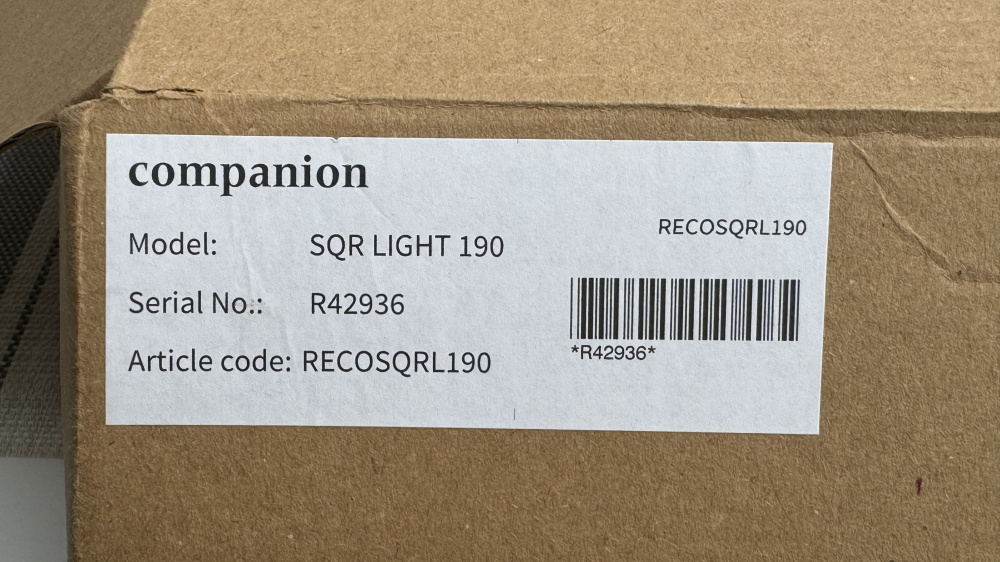 companion
Model: SQR LIGHT 190
Serial No.: R42936
Article code: RECOSQRL190
RECOSQRL190
*R42936*